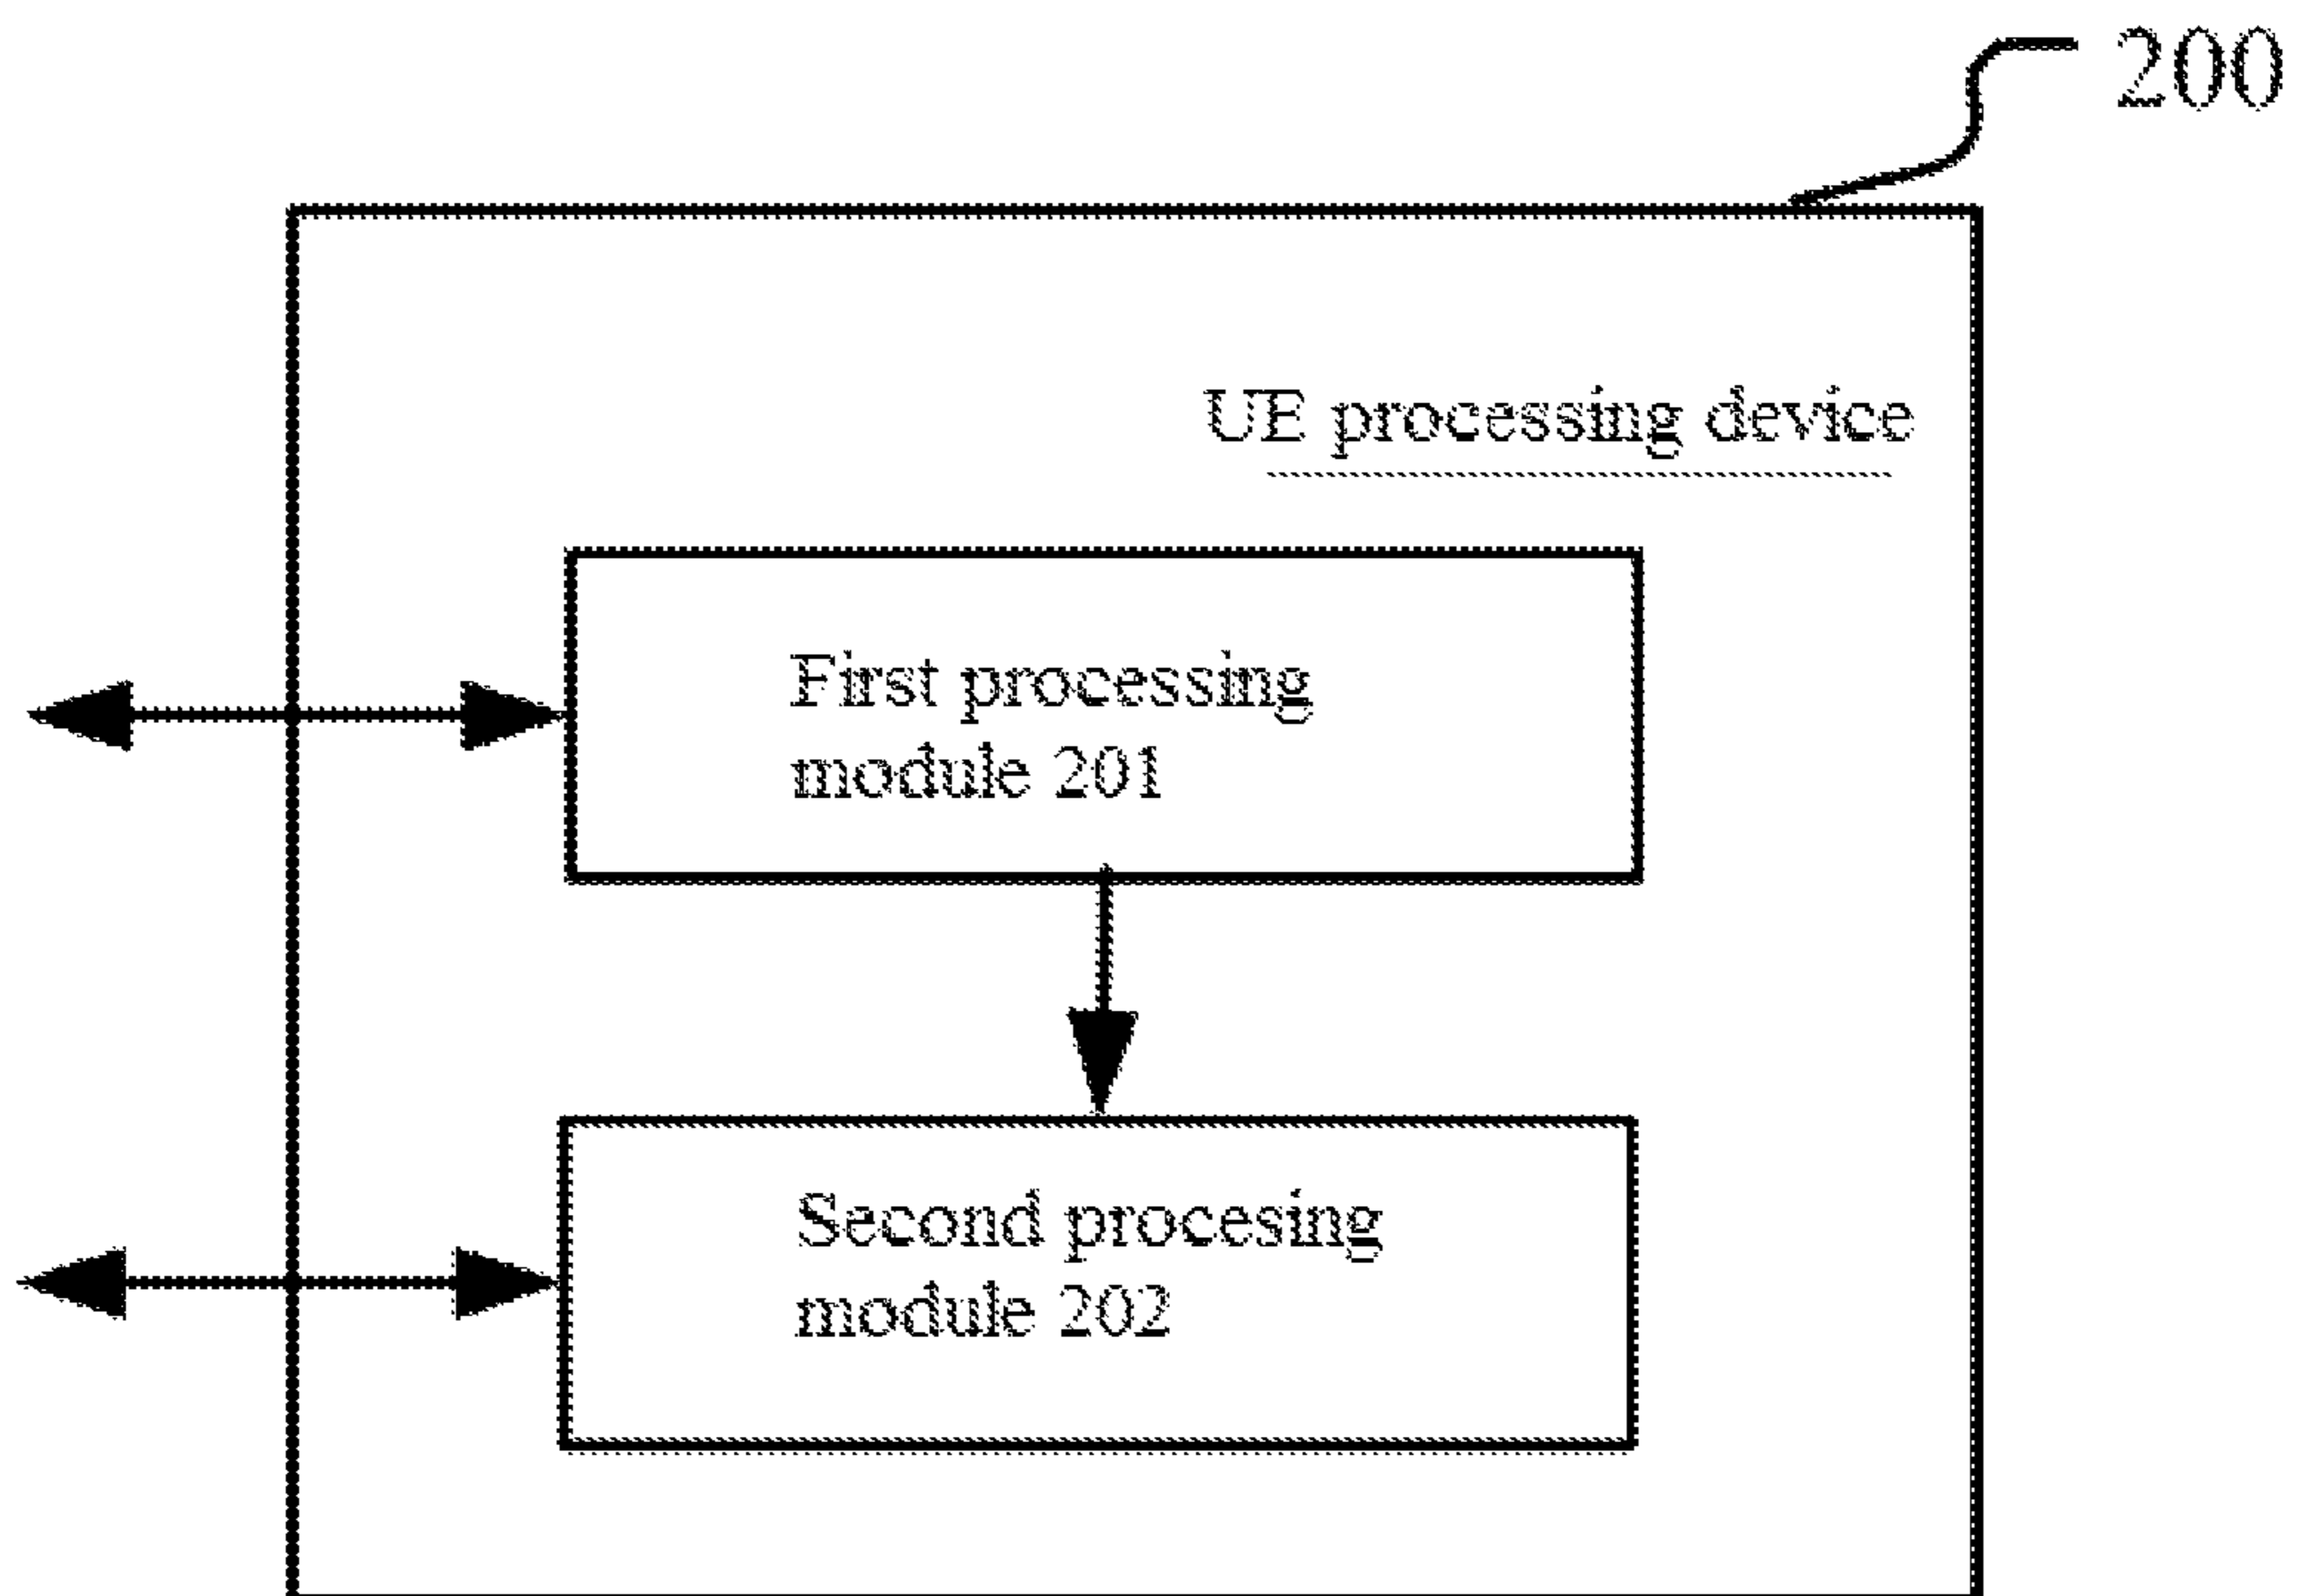 200
UE processing device
First processing
module 201
Second procesing
module 202